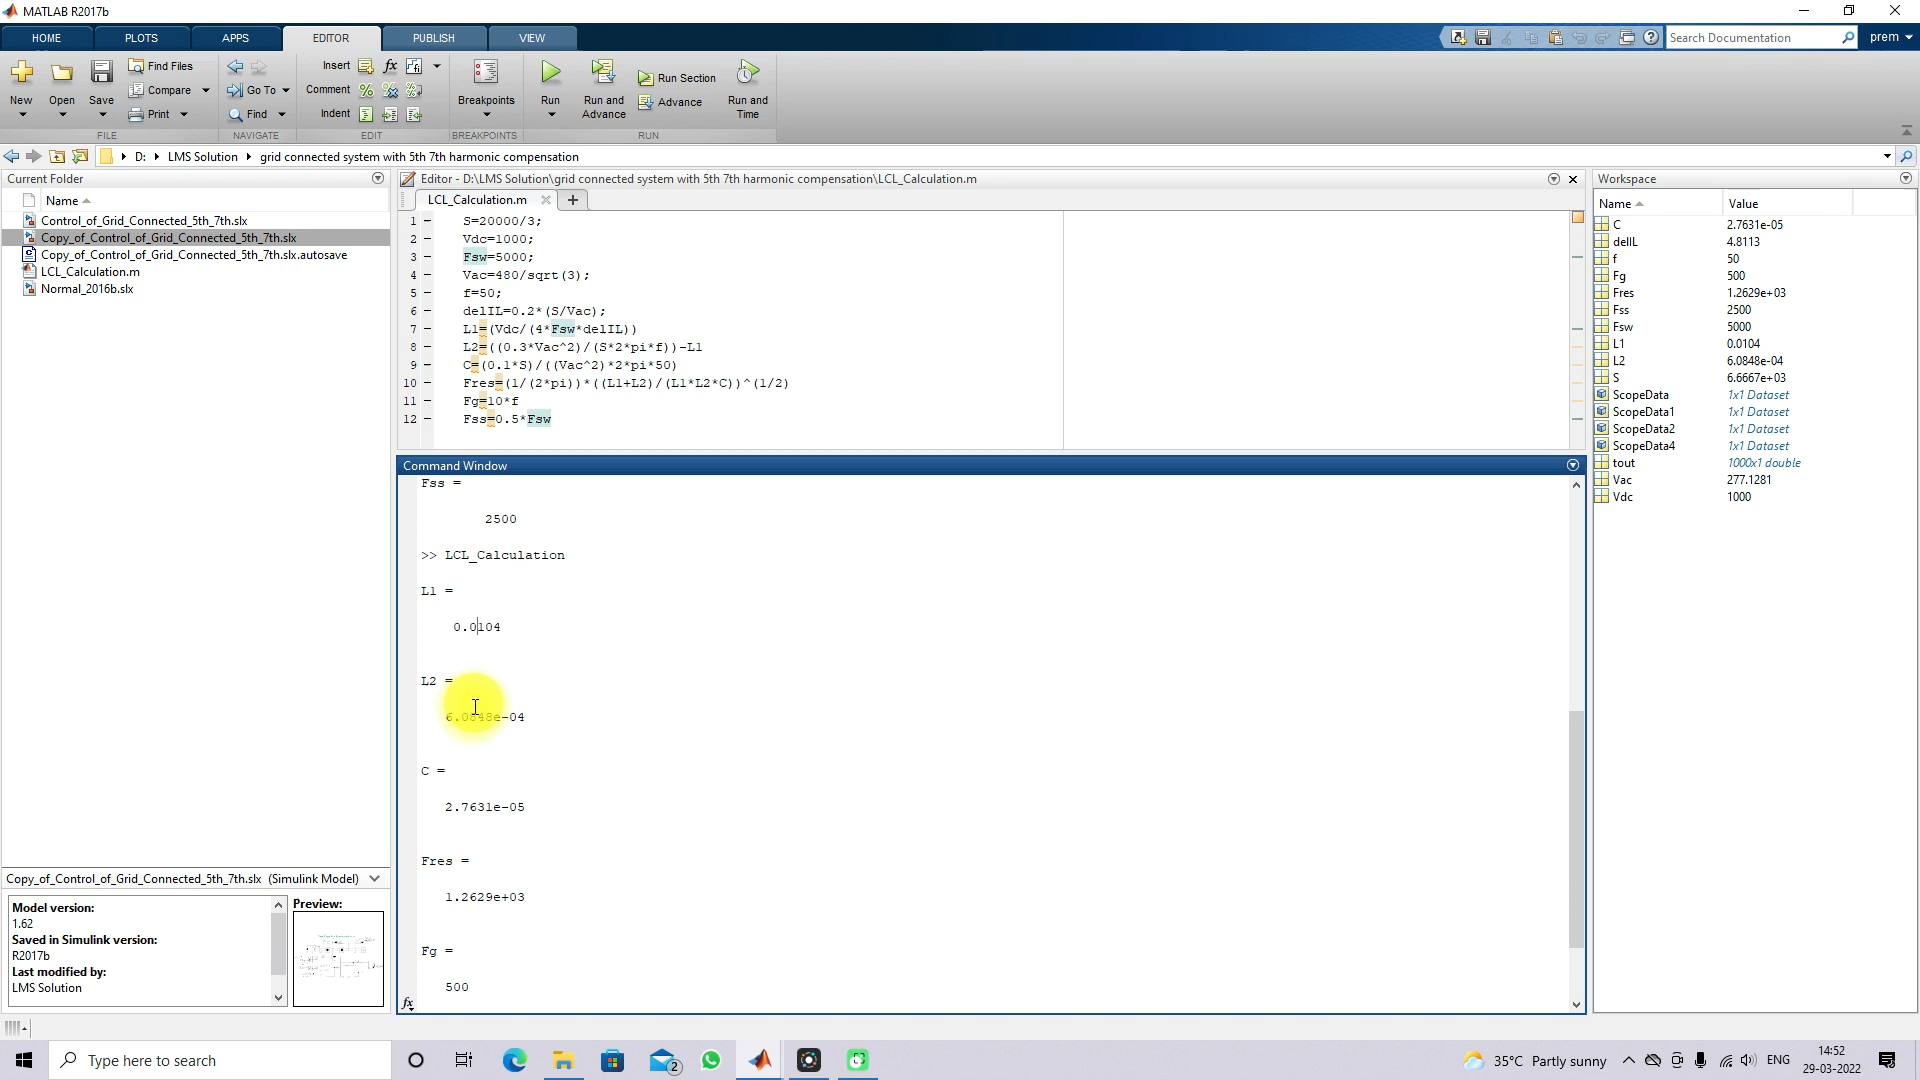 MATLAB R2017b
HOME PLOTS APPS EDITOR PUBLISH VIEW
Search Documentation
prem
New
Open
Save
Find Files
Compare
Print
FILE
Go To
Find
NAVIGATE
Insert
Comment
Indent
EDIT
Breakpoints
BREAKPOINTS
Run
Run and Advance
Run Section
Advance
Run and Time
RUN
D: LMS Solution grid connected system with 5th 7th harmonic compensation
Current Folder
Name
Control_of_Grid_Connected_5th_7th.slx
Copy_of_Control_of_Grid_Connected_5th_7th.slx
Copy_of_Control_of_Grid_Connected_5th_7th.slx.autosave
LCL_Calculation.m
Normal_2016b.slx
Copy_of_Control_of_Grid_Connected_5th_7th.slx (Simulink Model)
Model version:
1.62
Saved in Simulink version:
R2017b
Last modified by:
LMS Solution
Preview:
Editor - D:\LMS Solution\grid connected system with 5th 7th harmonic compensation\LCL_Calculation.m
LCL_Calculation.m
1 - S=20000/3;
2 - Vdc=1000;
3 - Fsw=5000;
4 - Vac=480/sqrt(3);
5 - f=50;
6 - delIL=0.2*(S/Vac);
7 - L1=(Vdc/(4*Fsw*delIL))
8 - L2=((0.3*Vac^2)/(S*2*pi*f))-L1
9 - C=(0.1*S)/((Vac^2)*2*pi*50)
10 - Fres=(1/(2*pi))*((L1+L2)/(L1*L2*C))^(1/2)
11 - Fg=10*f
12 - Fss=0.5*Fsw
Command Window
Fss =
2500
>> LCL_Calculation
L1 =
0.0104
L2 =
6.0848e-04
C =
2.7631e-05
Fres =
1.2629e+03
Fg =
500
fx
Workspace
Name Value
C 2.7631e-05
delIL 4.8113
f 50
Fg 500
Fres 1.2629e+03
Fss 2500
Fsw 5000
L1 0.0104
L2 6.0848e-04
S 6.6667e+03
ScopeData 1x1 Dataset
ScopeData1 1x1 Dataset
ScopeData2 1x1 Dataset
ScopeData4 1x1 Dataset
tout 1000x1 double
Vac 277.1281
Vdc 1000
Type here to search
2
35°C Partly sunny
ENG
14:52
29-03-2022